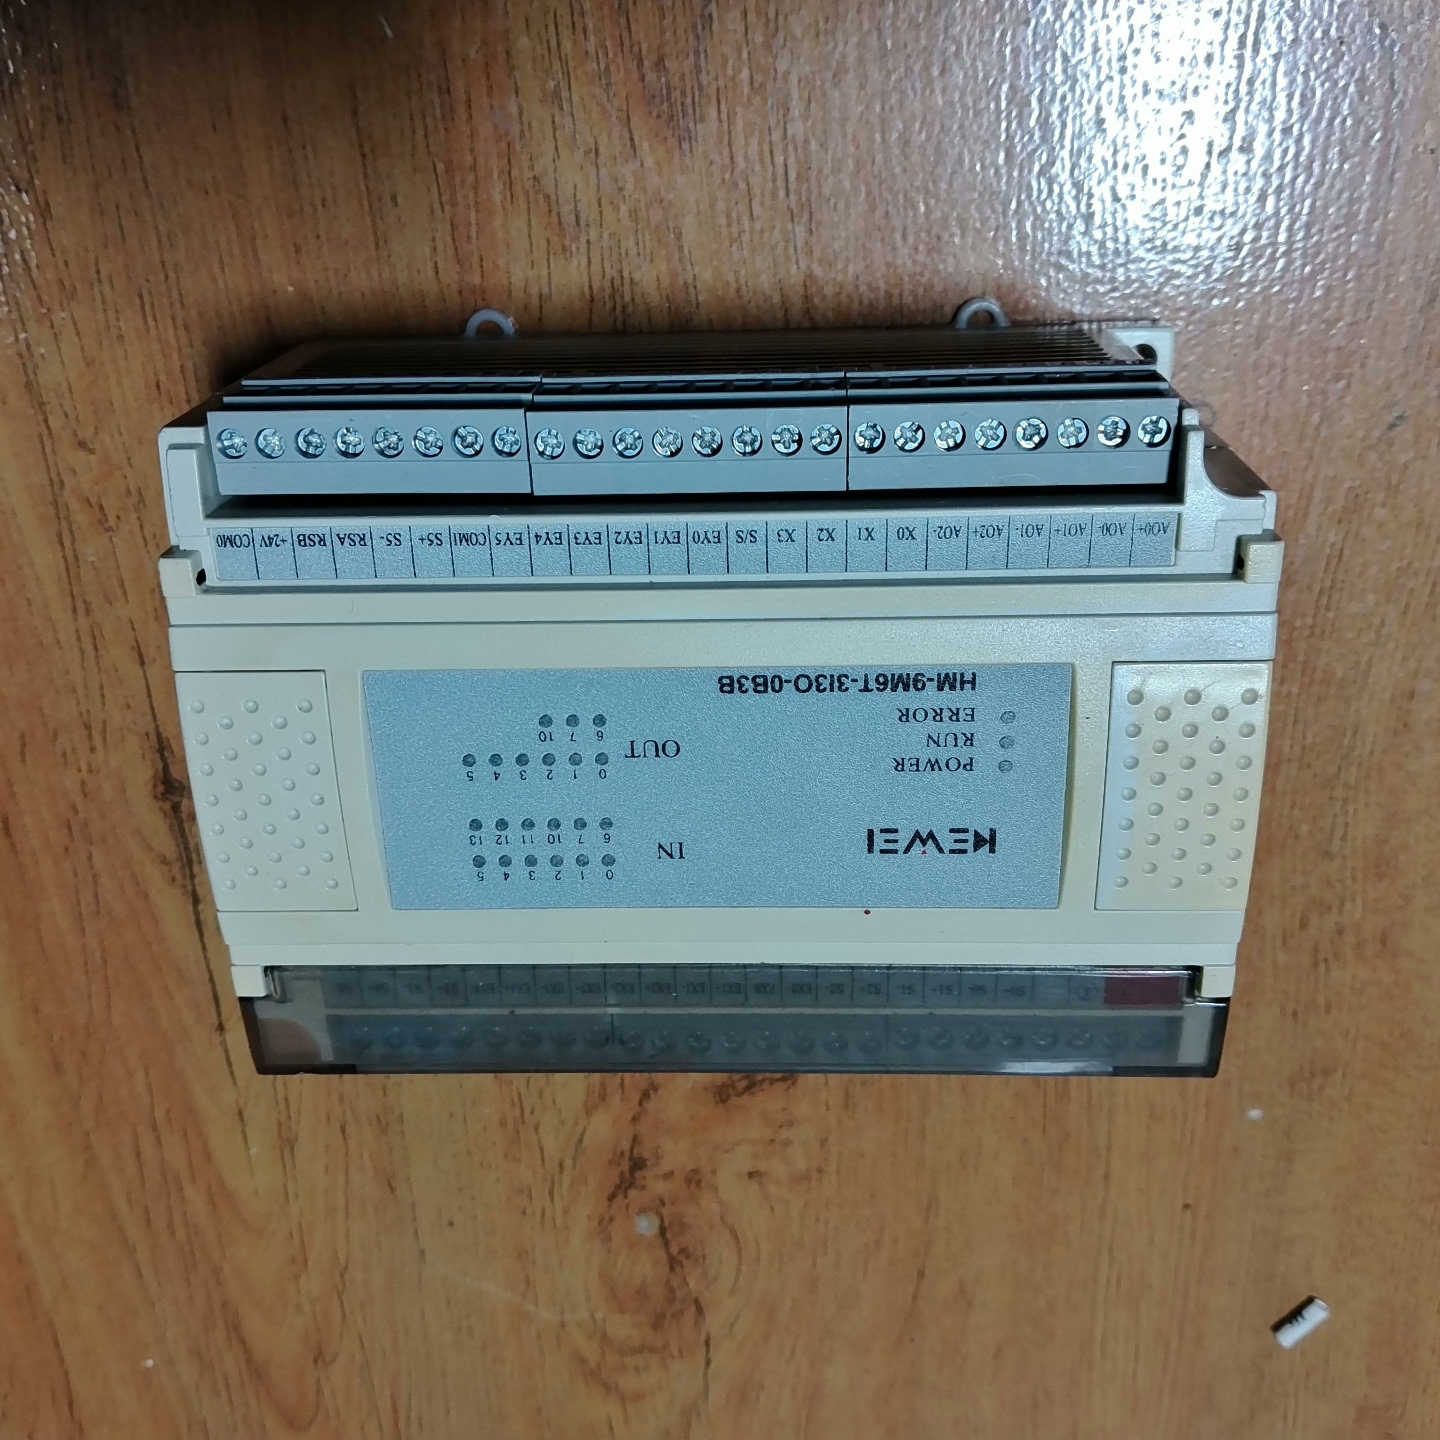 KEWEI
IN
0 1 2 3 4 5
6 7 10 11 12 13
POWER
RUN
ERROR
OUT
0 1 2 3 4 5
6 7 10
HM-9M6T-3I3O-0B3B
AO0+ AO0- AO1+ AO1- AO2+ AO2- X0 X1 X2 X3 S/S EY0 EY1 EY2 EY3 EY4 EY5 COM1 S5+ S5- RSA RSB +24V COM0